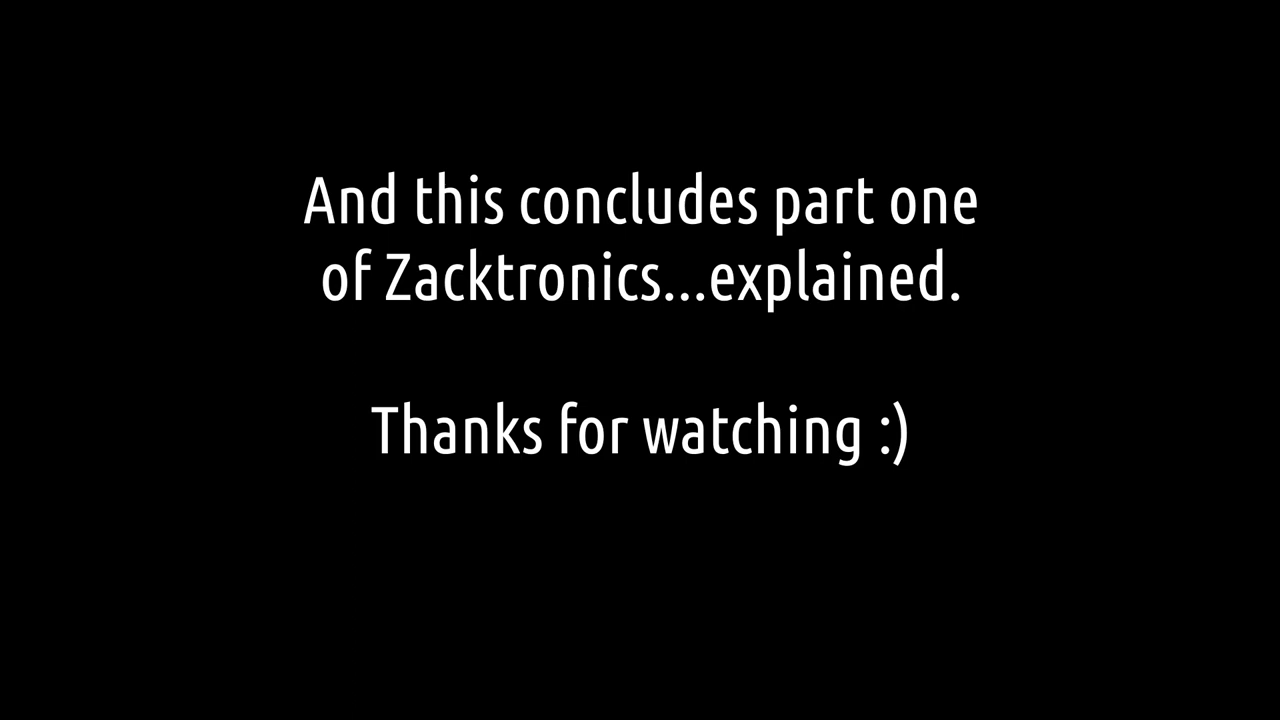 And this concludes part one
of Zacktronics...explained.
Thanks for watching :)